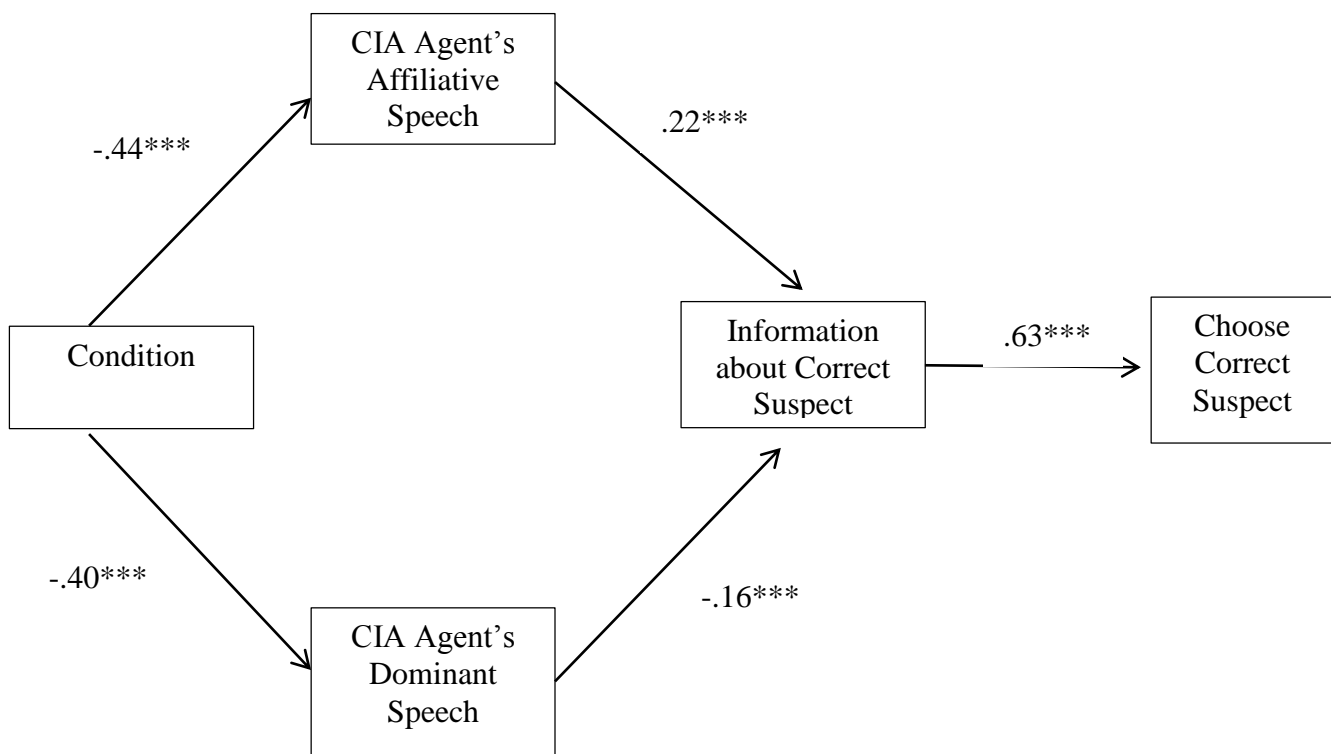 CIA Agent’s
Affiliative
Speech
-.44***
.22***
Condition
Information
about Correct
Suspect
.63***
Choose
Correct
Suspect
-.40***
-.16***
CIA Agent’s
Dominant
Speech